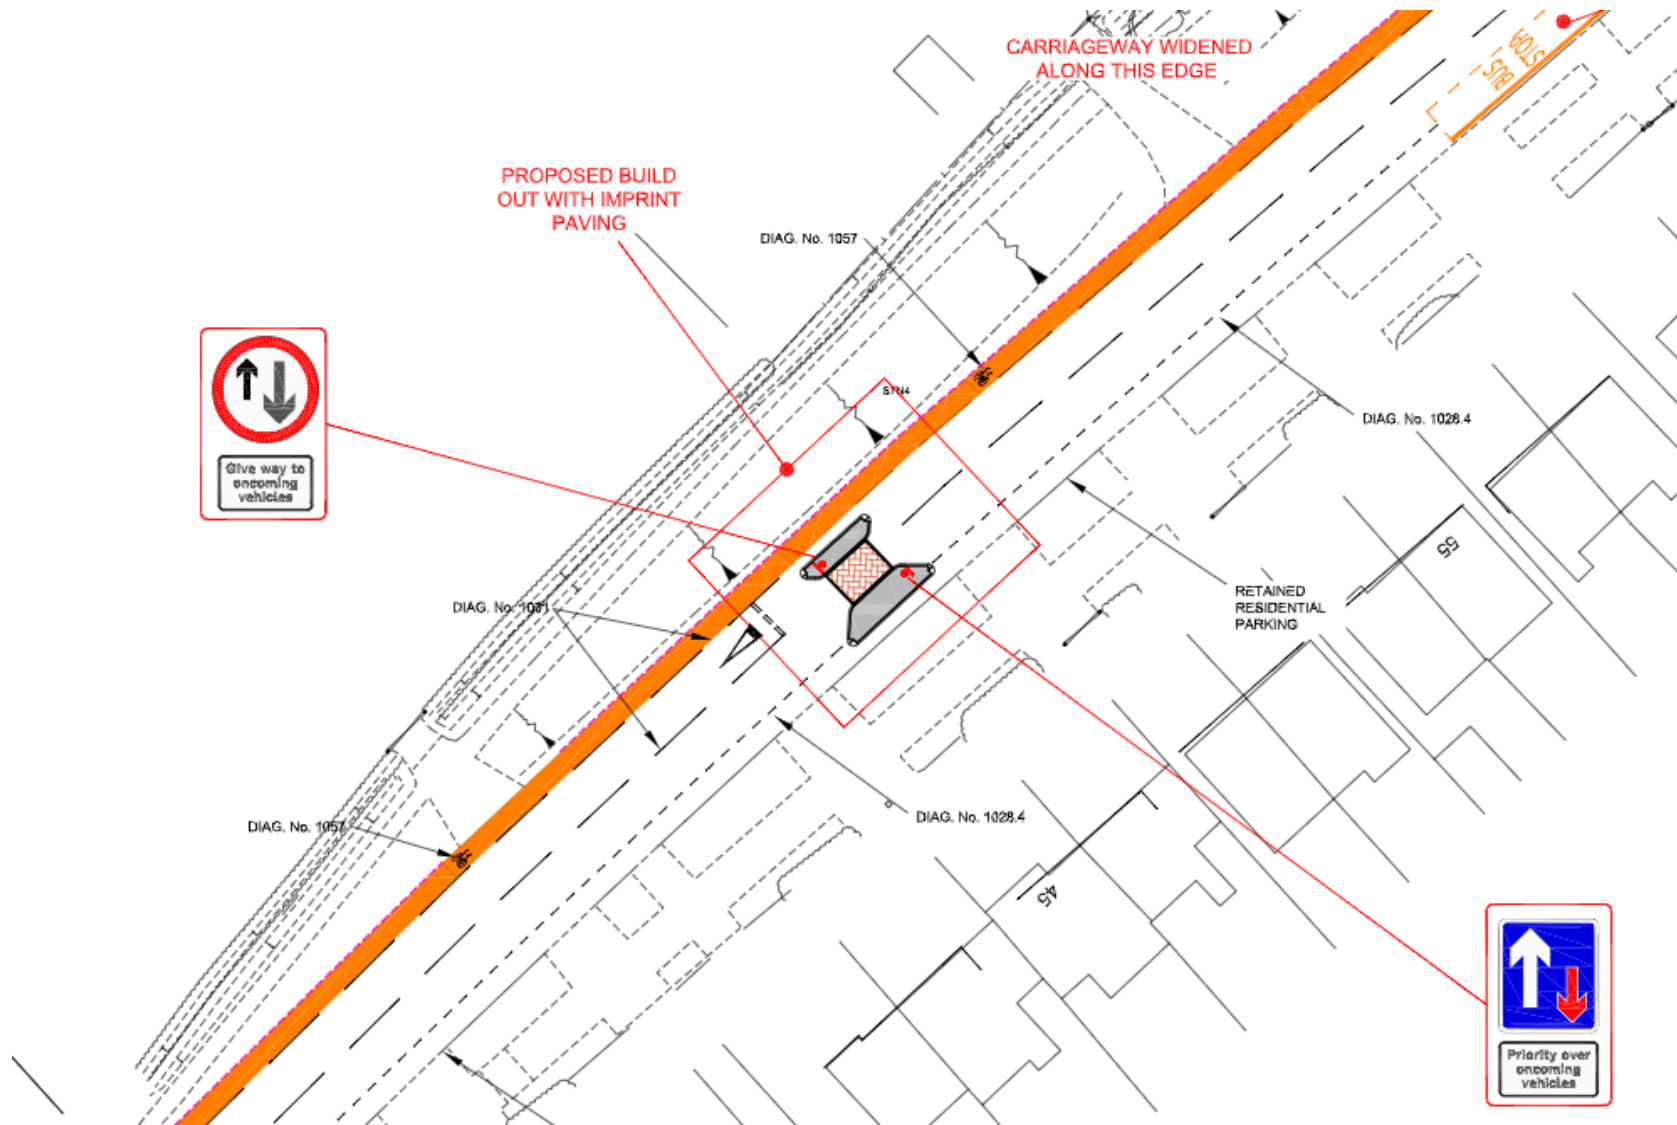 CARRIAGEWAY WIDENED
ALONG THIS EDGE
BUS
STOP
PROPOSED BUILD
OUT WITH IMPRINT
PAVING
DIAG. No. 1057
Give way to
oncoming
vehicles
DIAG. No. 1028.4
55
DIAG. No. 1031
RETAINED
RESIDENTIAL
PARKING
DIAG. No. 1057
DIAG. No. 1028.4
45
Priority over
oncoming
vehicles